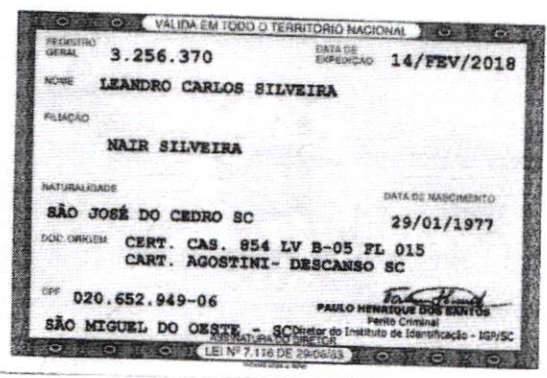 VÁLIDA EM TODO O TERRITÓRIO NACIONAL
REGISTRO GERAL 3.256.370 DATA DE EXPEDIÇÃO 14/FEV/2018
NOME LEANDRO CARLOS SILVEIRA
FILIAÇÃO
NAIR SILVEIRA
NATURALIDADE DATA DE NASCIMENTO
SÃO JOSÉ DO CEDRO SC 29/01/1977
DOC. ORIGEM CERT. CAS. 854 LV B-05 FL 015
CART. AGOSTINI- DESCANSO SC
CPF 020.652.949-06
PAULO HENRIQUE DOS SANTOS
Perito Criminal
SÃO MIGUEL DO OESTE - SC Diretor do Instituto de Identificação - IGP/SC
ASSINATURA DO DIRETOR
LEI Nº 7.116 DE 29/08/83